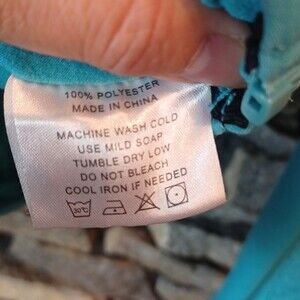 100% POLYESTER
MADE IN CHINA
MACHINE WASH COLD
USE MILD SOAP
TUMBLE DRY LOW
DO NOT BLEACH
COOL IRON IF NEEDED
30°C